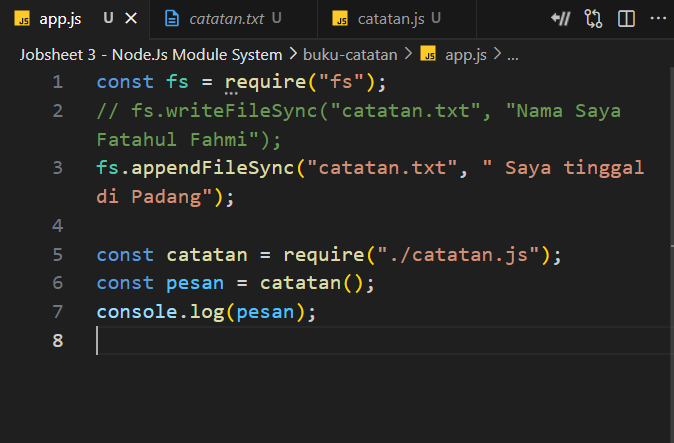 JS app.js U X catatan.txt U JS catatan.js U
Jobsheet 3 - NodeJs Module System > buku-catatan > JS app.js > ...
1 const fs = require("fs");
2 // fs.writeFileSync("catatan.txt", "Nama Saya
Fatahul Fahmi");
3 fs.appendFileSync("catatan.txt", " Saya tinggal
di Padang");
4
5 const catatan = require("./catatan.js");
6 const pesan = catatan();
7 console.log(pesan);
8